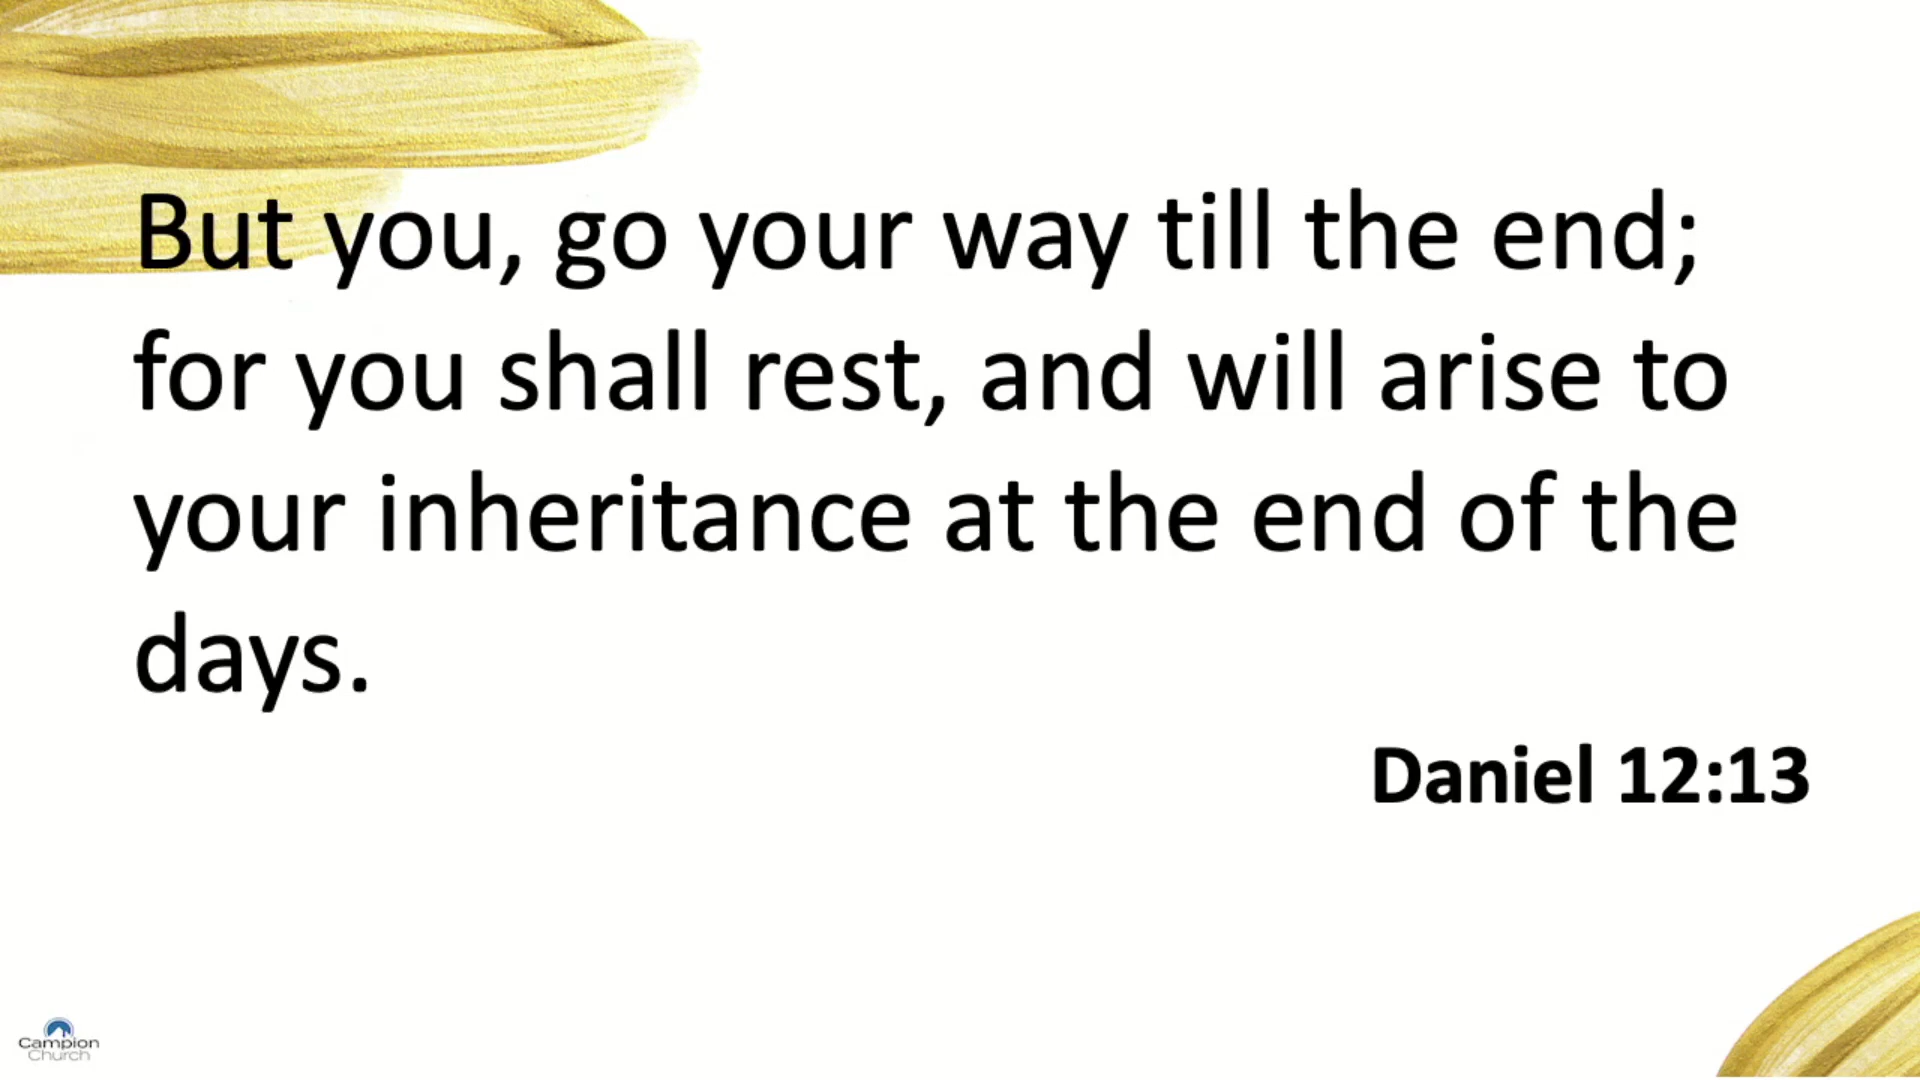 But you, go your way till the end;
for you shall rest, and will arise to
your inheritance at the end of the
days.
Daniel 12:13
Campion
Church